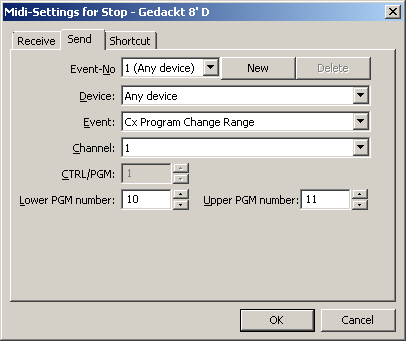 Midi-Settings for Stop - Gedackt 8' D
Receive Send Shortcut
Event-No 1 (Any device) New Delete
Device: Any device
Event: Cx Program Change Range
Channel: 1
CTRL/PGM: 1
Lower PGM number: 10 Upper PGM number: 11
OK Cancel